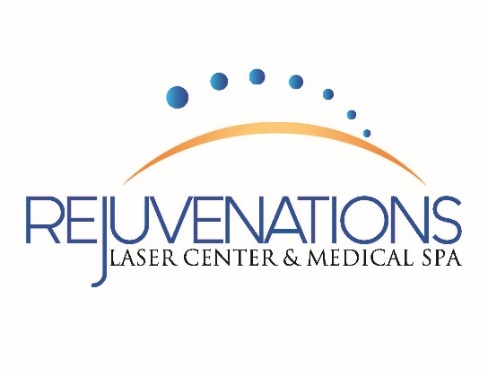 REJUVENATIONS
LASER CENTER & MEDICAL SPA